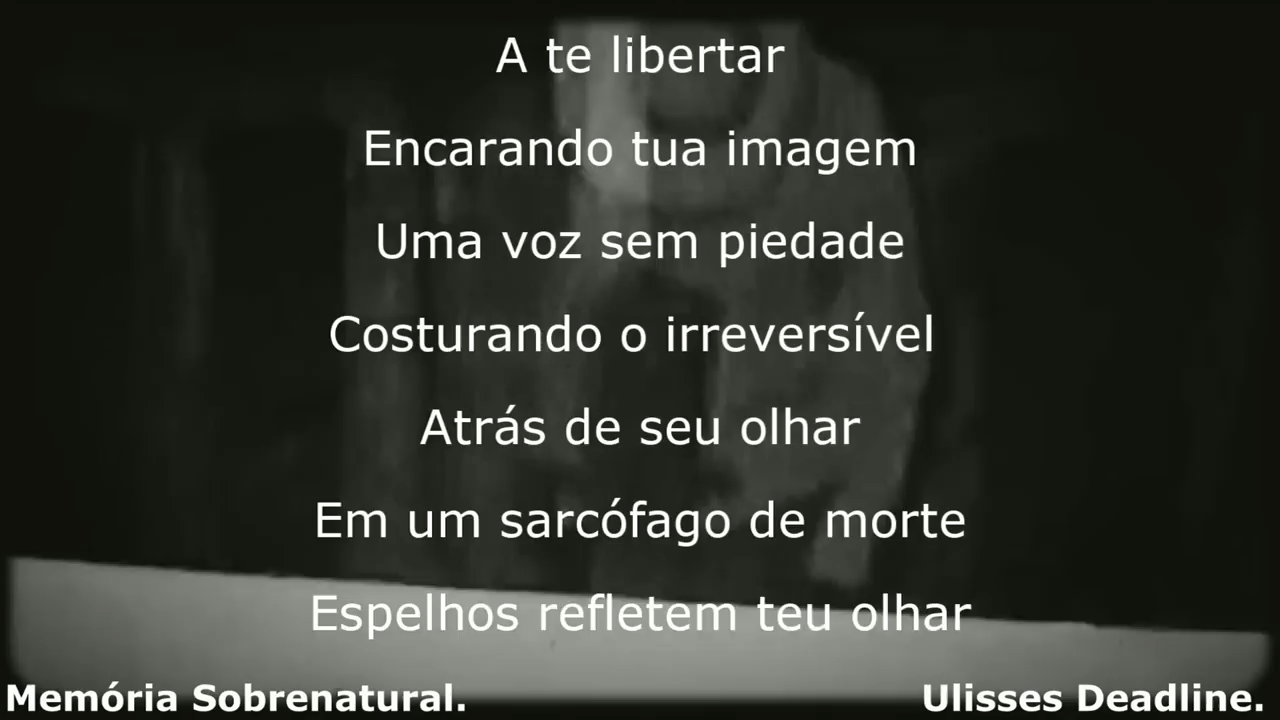 A te libertar
Encarando tua imagem
Uma voz sem piedade
Costurando o irreversível
Atrás de seu olhar
Em um sarcófago de morte
Espelhos refletem teu olhar
Memória Sobrenatural.
Ulisses Deadline.